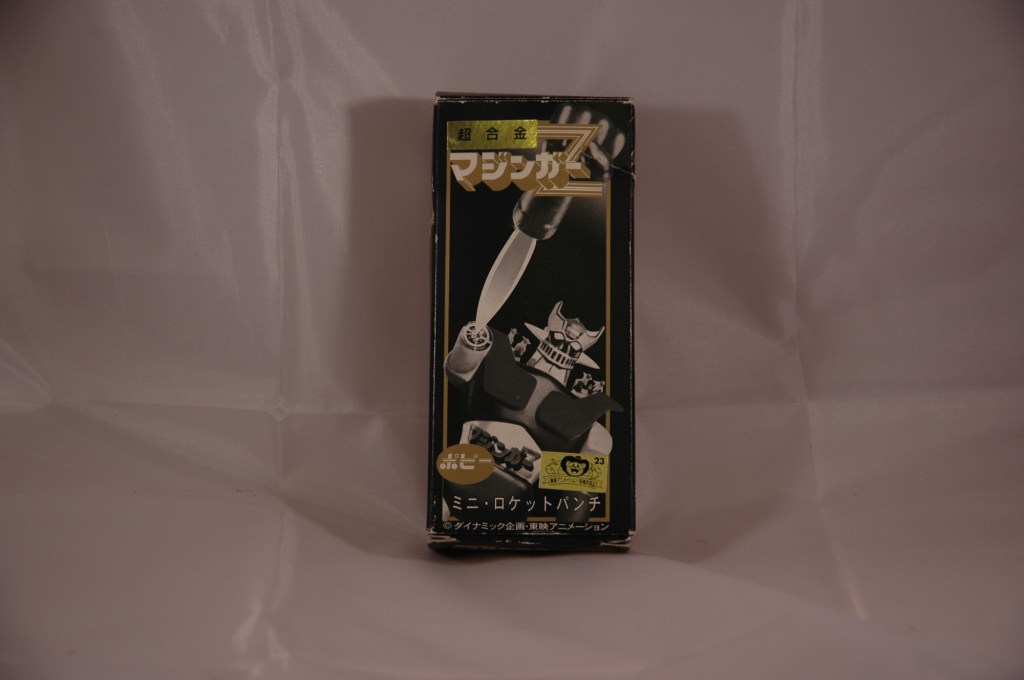 超合金
マジンガーZ
マジンガーZ
ポピー
23
ミニ・ロケットパンチ
©ダイナミック企画・東映アニメーション